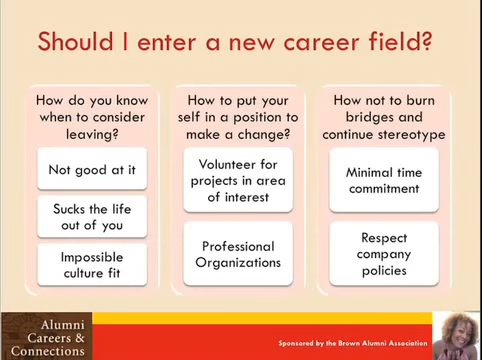 Should I enter a new career field?
How do you know
when to consider
leaving?
Not good at it
Sucks the life
out of you
Impossible
culture fit
How to put your
self in a position to
make a change?
Volunteer for
projects in area
of interest
Professional
Organizations
How not to burn
bridges and
continue stereotype
Minimal time
commitment
Respect
company
policies
Alumni
Careers &
Connections
Sponsored by the Brown Alumni Association